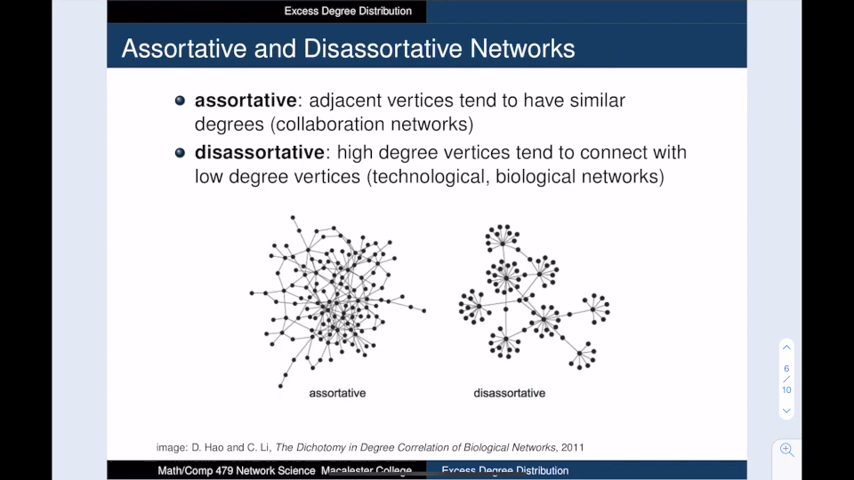 Excess Degree Distribution
Assortative and Disassortative Networks
assortative: adjacent vertices tend to have similar
degrees (collaboration networks)
disassortative: high degree vertices tend to connect with
low degree vertices (technological, biological networks)
assortative
disassortative
6
/
10
image: D. Hao and C. Li, The Dichotomy in Degree Correlation of Biological Networks, 2011
Math/Comp 479 Network Science Macalester College
Excess Degree Distribution